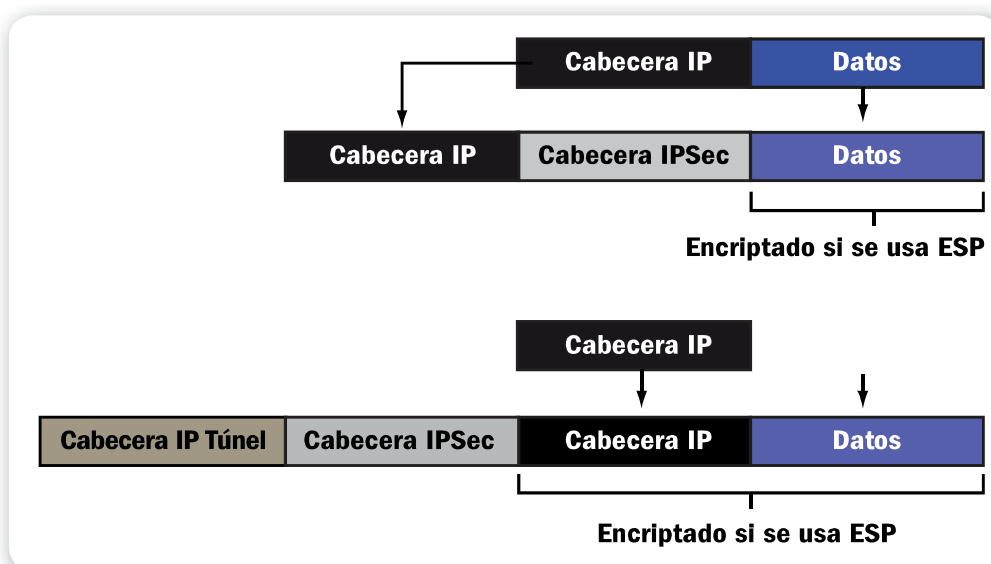 Cabecera IP Datos
Cabecera IP Cabecera IPSec Datos
Encriptado si se usa ESP
Cabecera IP
Cabecera IP Túnel Cabecera IPSec Cabecera IP Datos
Encriptado si se usa ESP